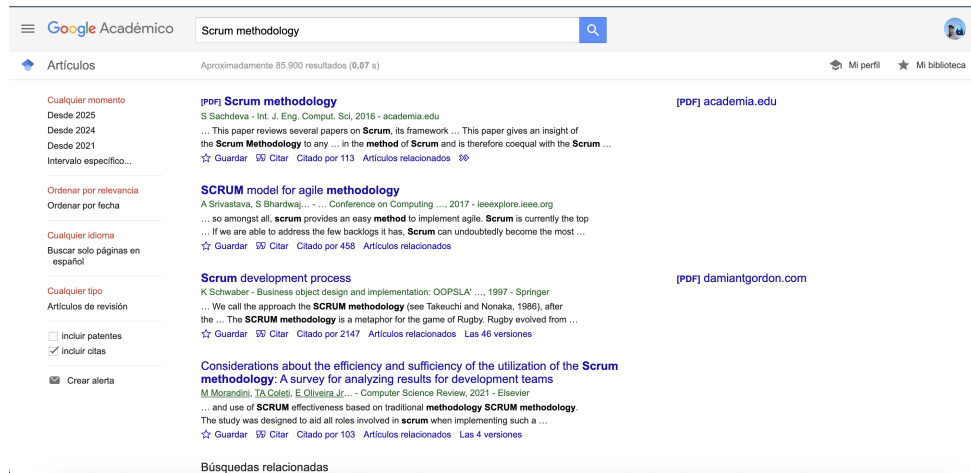 Google Académico
Scrum methodology
Artículos
Aproximadamente 85.900 resultados (0,07 s)
Mi perfil
Mi biblioteca
Cualquier momento
Desde 2025
Desde 2024
Desde 2021
Intervalo específico...
Ordenar por relevancia
Ordenar por fecha
Cualquier idioma
Buscar solo páginas en
español
Cualquier tipo
Artículos de revisión
incluir patentes
incluir citas
Crear alerta
[PDF] Scrum methodology
[PDF] academia.edu
S Sachdeva - Int. J. Eng. Comput. Sci, 2016 - academia.edu
… This paper reviews several papers on Scrum, its framework … This paper gives an insight of
the Scrum Methodology to any … in the method of Scrum and is therefore coequal with the Scrum …
Guardar Citar Citado por 113 Artículos relacionados
SCRUM model for agile methodology
A Srivastava, S Bhardwaj… - … Conference on Computing …, 2017 - ieeexplore.ieee.org
… so amongst all, scrum provides an easy method to implement agile. Scrum is currently the top
… If we are able to address the few backlogs it has, Scrum can undoubtedly become the most …
Guardar Citar Citado por 458 Artículos relacionados
Scrum development process
[PDF] damiantgordon.com
K Schwaber - Business object design and implementation: OOPSLA' …, 1997 - Springer
… We call the approach the SCRUM methodology (see Takeuchi and Nonaka, 1986), after
the … The SCRUM methodology is a metaphor for the game of Rugby. Rugby evolved from …
Guardar Citar Citado por 2147 Artículos relacionados Las 46 versiones
Considerations about the efficiency and sufficiency of the utilization of the Scrum
methodology: A survey for analyzing results for development teams
M Morandini, TA Coleti, E Oliveira Jr… - Computer Science Review, 2021 - Elsevier
… and use of SCRUM effectiveness based on traditional methodology SCRUM methodology.
The study was designed to aid all roles involved in scrum when implementing such a …
Guardar Citar Citado por 103 Artículos relacionados Las 4 versiones
Búsquedas relacionadas